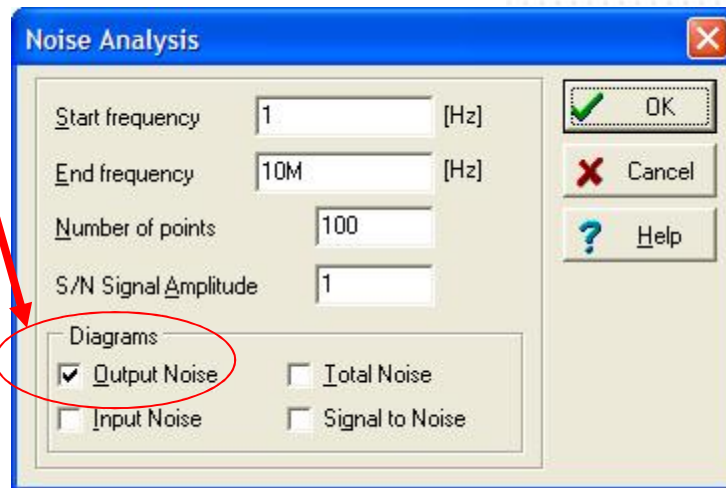 Noise Analysis
Start frequency 1 [Hz]
End frequency 10M [Hz]
Number of points 100
S/N Signal Amplitude 1
Diagrams
Output Noise Total Noise
Input Noise Signal to Noise
OK
Cancel
? Help